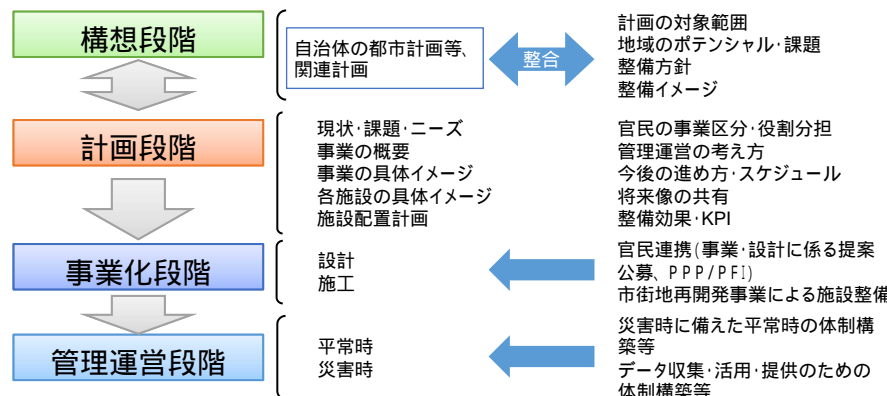 構想段階
自治体の都市計画等、
関連計画
整合
計画の対象範囲
地域のポテンシャル･課題
整備方針
整備イメージ
計画段階
現状･課題･ニーズ
事業の概要
事業の具体イメージ
各施設の具体イメージ
施設配置計画
官民の事業区分･役割分担
管理運営の考え方
今後の進め方･スケジュール
将来像の共有
整備効果･KPI
事業化段階
設計
施工
官民連携(事業･設計に係る提案
公募、PPP/PFI)
市街地再開発事業による施設整備
管理運営段階
平常時
災害時
災害時に備えた平常時の体制構
築等
データ収集･活用･提供のための
体制構築等